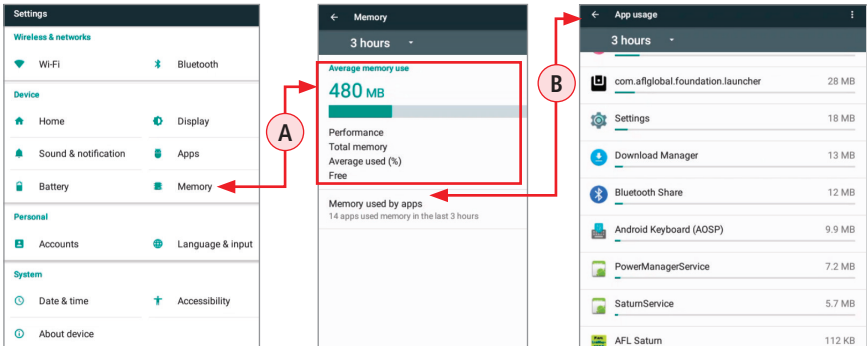 Settings
Wireless & networks
Wi-Fi
Bluetooth
Device
Home
Display
Sound & notification
Apps
Battery
Memory
Personal
Accounts
Language & input
System
Date & time
Accessibility
About device
A
Memory
3 hours
Average memory use
480 MB
Performance
Total memory
Average used (%)
Free
Memory used by apps
14 apps used memory in the last 3 hours
B
App usage
3 hours
com.aflglobal.foundation.launcher 28 MB
Settings 18 MB
Download Manager 13 MB
Bluetooth Share 12 MB
Android Keyboard (AOSP) 9.9 MB
PowerManagerService 7.2 MB
SaturnService 5.7 MB
AFL Saturn 112 KB